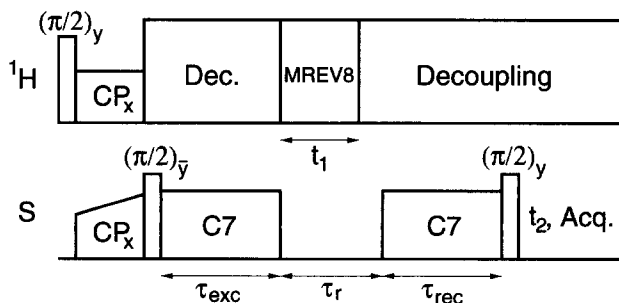 (π/2)y
¹H
CPx
Dec.
MREV8
Decoupling
t1
(π/2)ȳ
(π/2)y
S
CPx
C7
C7
t2, Acq.
τexc
τr
τrec